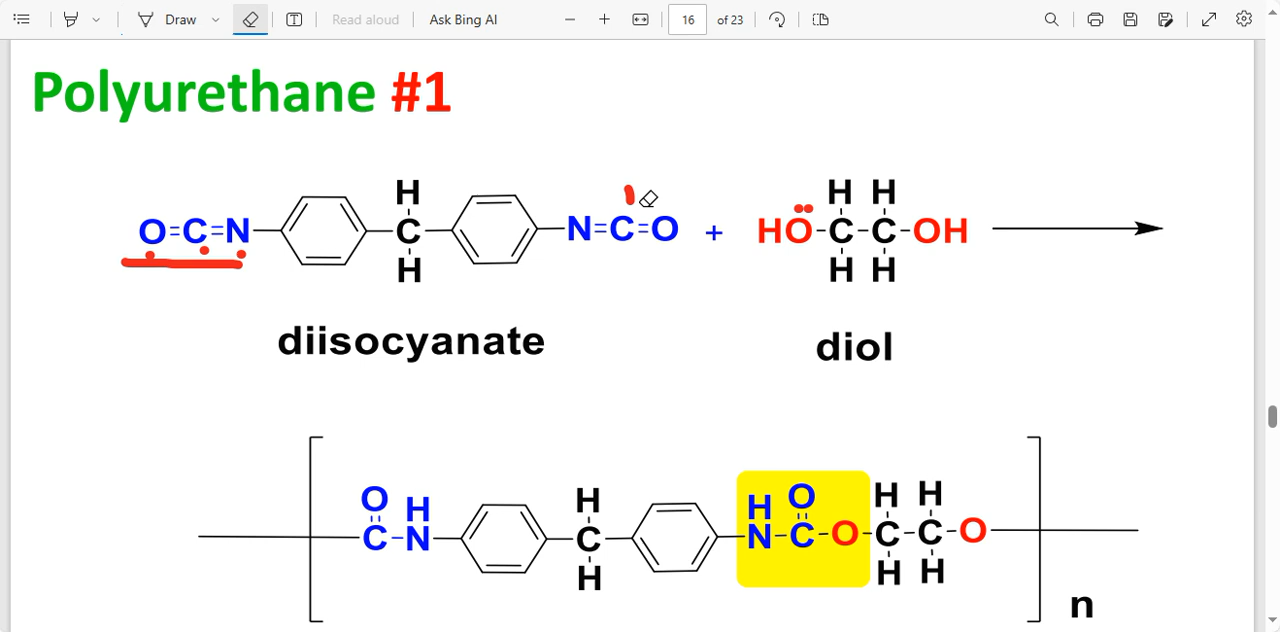 Draw
Read aloud
Ask Bing AI
16
of 23
Polyurethane #1
H
H H
O=C=N
C
N=C=O
+
HO-C-C-OH
H
H H
diisocyanate
diol
O
H
H
H
O
H H
C-N
C
N-C-O-C-C-O
H
H H
n